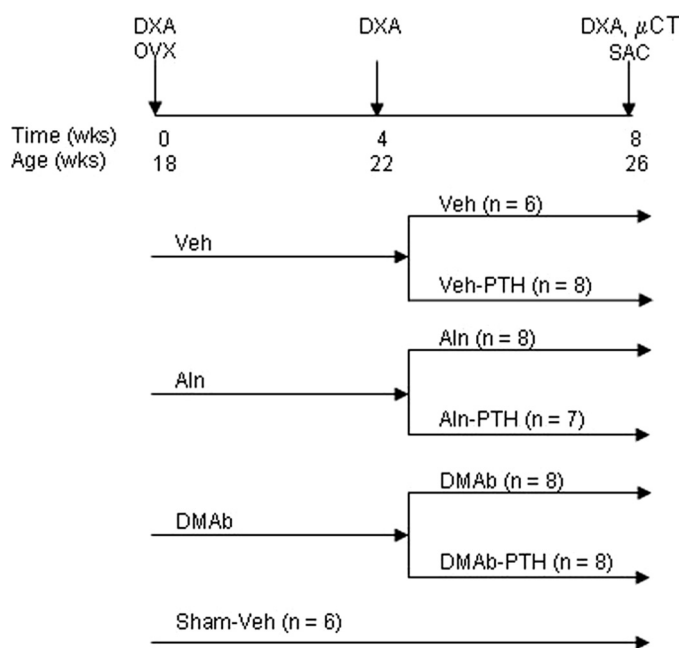 DXA DXA DXA, μCT
OVX SAC
Time (wks) 0 4 8
Age (wks) 18 22 26
Veh (n = 6)
Veh
Veh-PTH (n = 8)
Aln (n = 8)
Aln
Aln-PTH (n = 7)
DMAb (n = 8)
DMAb
DMAb-PTH (n = 8)
Sham-Veh (n = 6)